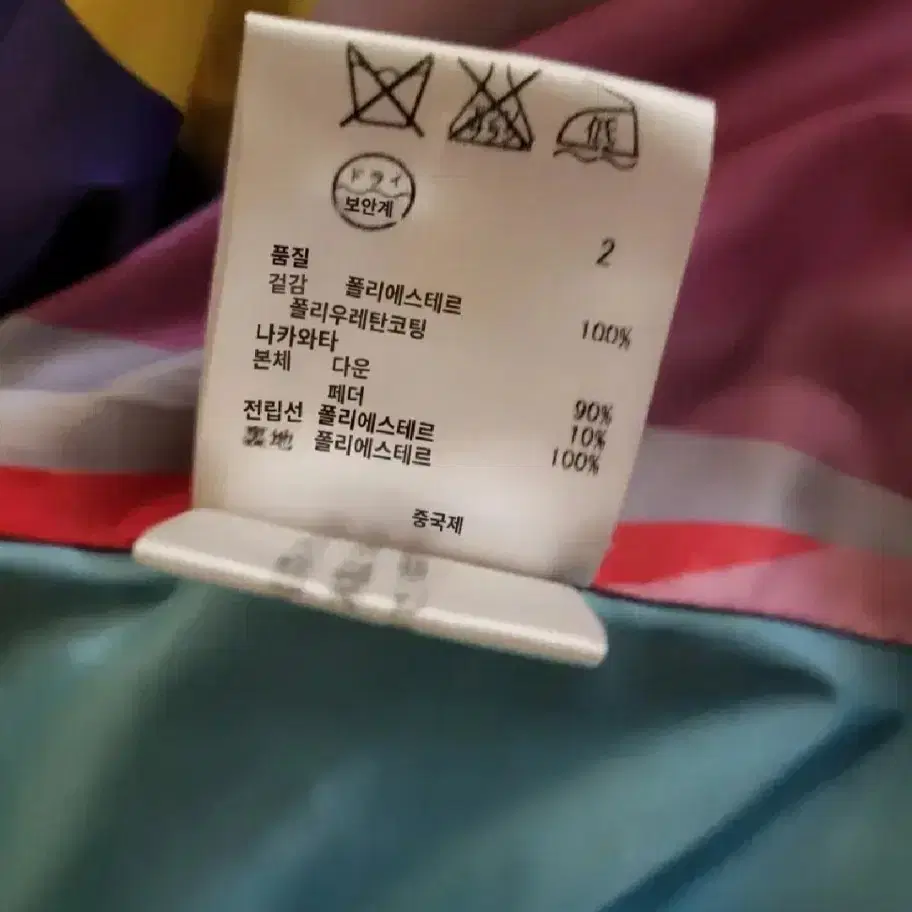 ドライ
보안계
2
품질
겉감 폴리에스테르
폴리우레탄코팅 100%
나카와타
본체 다운 90%
페더 10%
전립선 폴리에스테르 100%
裏地 폴리에스테르
중국제